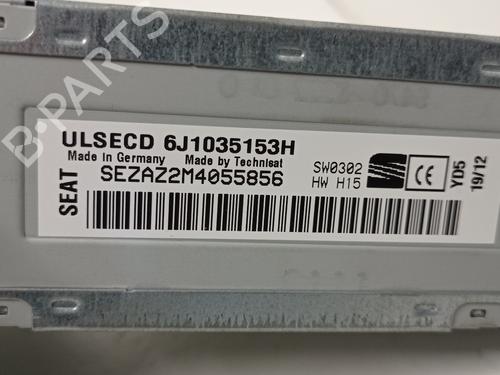 B-PARTS
ULSECD 6J1035153H
Made in Germany Made by Technisat
SEZAZ2M4055856
SW0302
HW H15
SEAT
CE
YD5
19/12